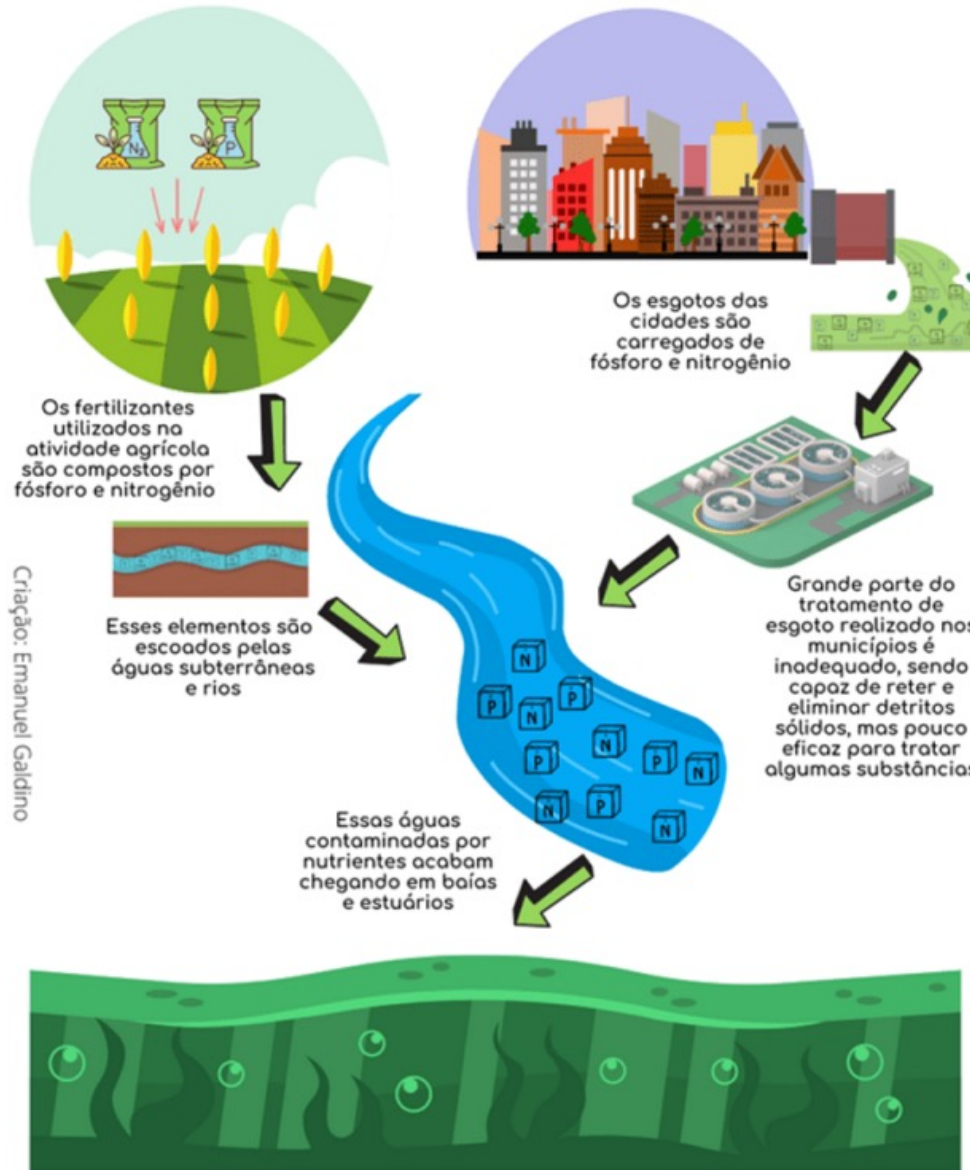 N₂
P
Os esgotos das
cidades são
carregados de
fósforo e nitrogênio
Os fertilizantes
utilizados na
atividade agrícola
são compostos por
fósforo e nitrogênio
Esses elementos são
escoados pelas
águas subterrâneas
e rios
Grande parte do
tratamento de
esgoto realizado nos
municípios é
inadequado, sendo
capaz de reter e
eliminar detritos
sólidos, mas pouco
eficaz para tratar
algumas substâncias
N
P
P
N
N
P
P
N
N
P
N
Essas águas
contaminadas por
nutrientes acabam
chegando em baías
e estuários
Criação: Emanuel Galdino